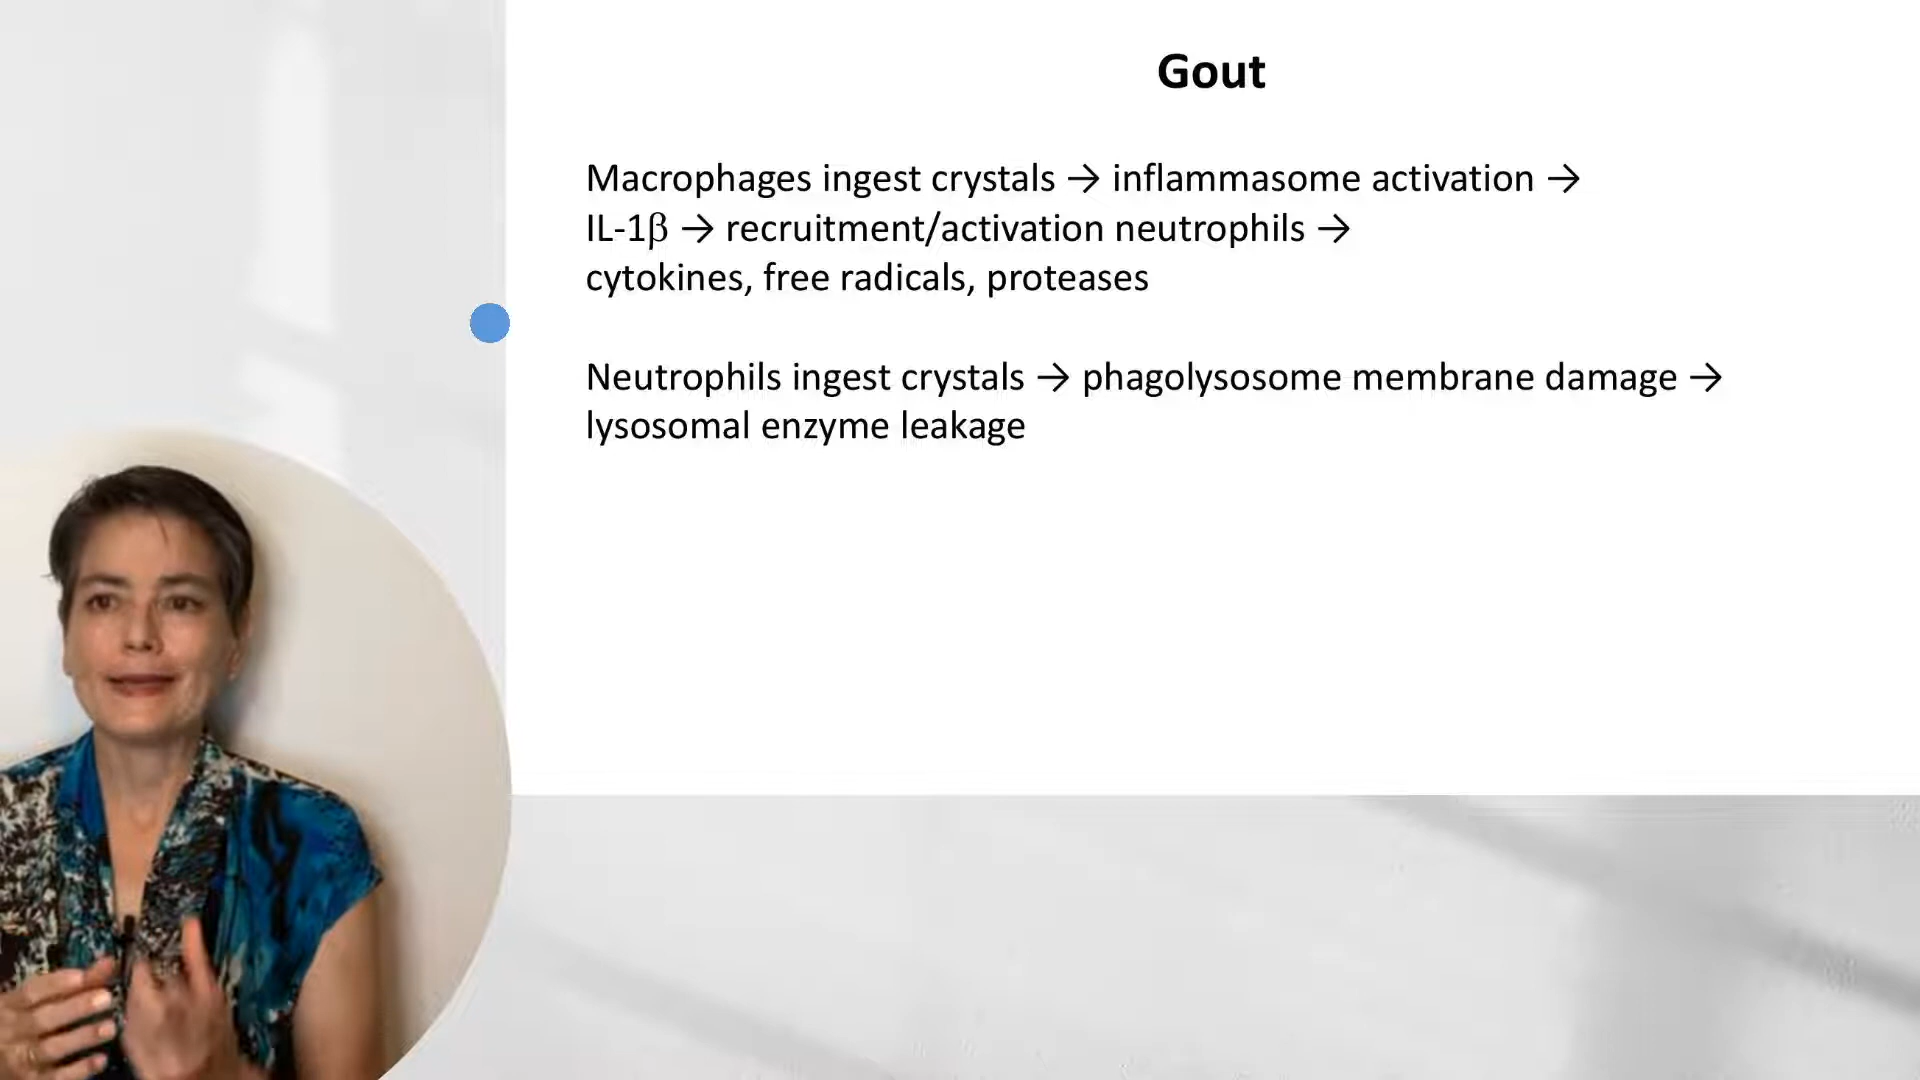 Gout
Macrophages ingest crystals → inflammasome activation →
IL-1β → recruitment/activation neutrophils →
cytokines, free radicals, proteases
Neutrophils ingest crystals → phagolysosome membrane damage →
lysosomal enzyme leakage